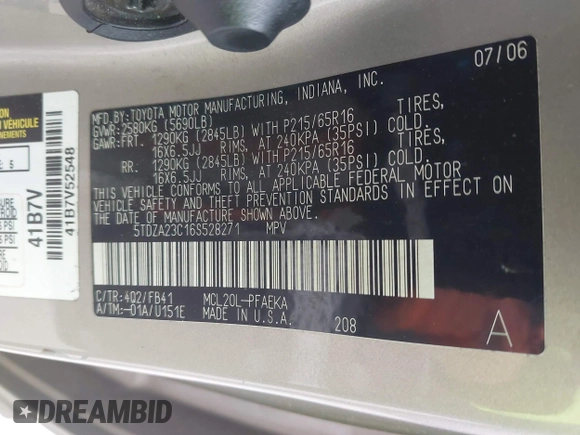 07/06
MFD.BY:TOYOTA MOTOR MANUFACTURING, INDIANA, INC.
GVWR:2580KG (5690LB)
GAWR:FRT. 1290KG (2845LB) WITH P215/65R16 TIRES,
16X6.5JJ RIMS, AT 240KPA (35PSI) COLD.
RR. 1290KG (2845LB) WITH P215/65R16 TIRES,
16X6.5JJ RIMS, AT 240KPA (35PSI) COLD.
THIS VEHICLE CONFORMS TO ALL APPLICABLE FEDERAL MOTOR
VEHICLE SAFETY AND THEFT PREVENTION STANDARDS IN EFFECT
ON THE DATE OF MANUFACTURE SHOWN ABOVE.
5TDZA23C16S528271 MPV
C/TR:4Q2/FB41 MCL20L-PFAEKA
A/TM:-01A/U151E MADE IN U.S.A.
208
A
41B7V
41B7V52548
VÉHICULE
DREAMBID